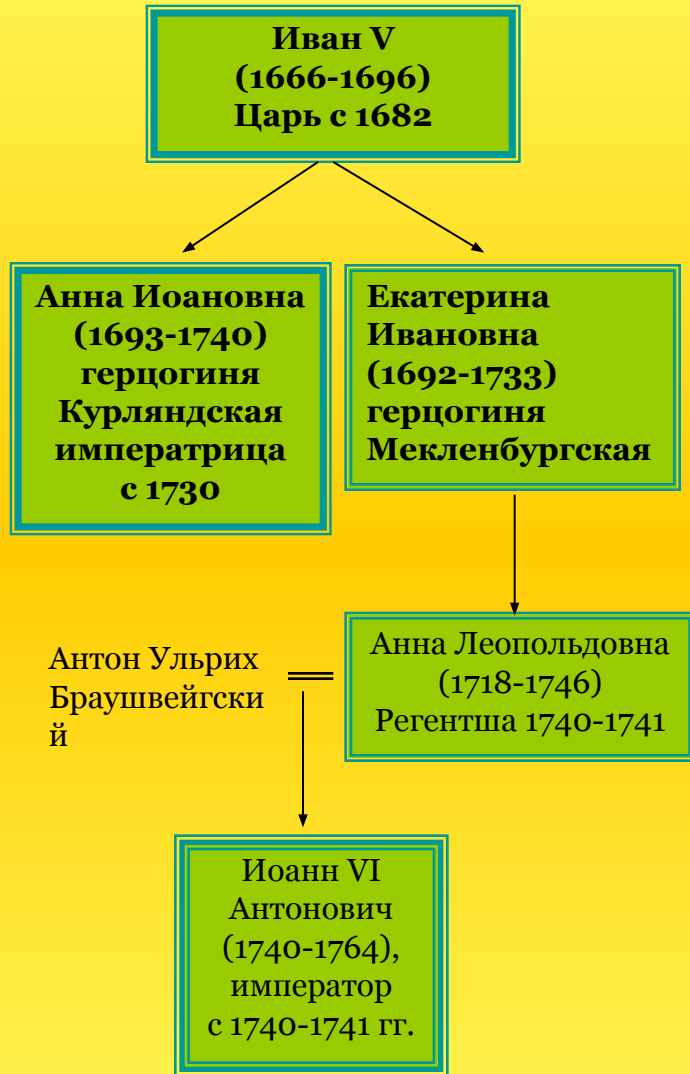 Иван V
(1666-1696)
Царь с 1682
Анна Иоановна
(1693-1740)
герцогиня
Курляндская
императрица
с 1730
Екатерина
Ивановна
(1692-1733)
герцогиня
Мекленбургская
Антон Ульрих
Браушвейгски
й
Анна Леопольдовна
(1718-1746)
Регентша 1740-1741
Иоанн VI
Антонович
(1740-1764),
император
с 1740-1741 гг.